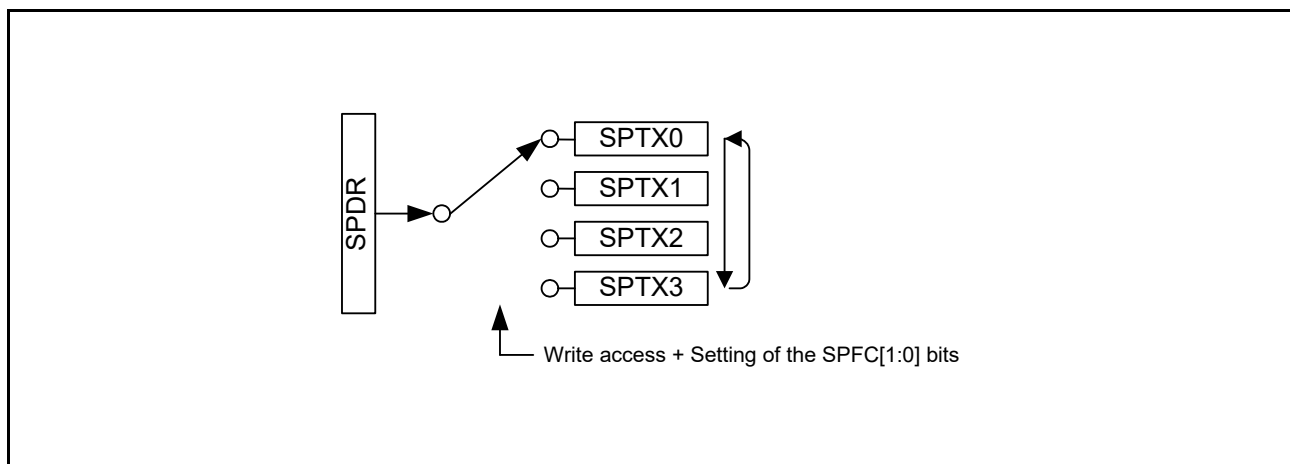 SPDR
SPTX0
SPTX1
SPTX2
SPTX3
Write access + Setting of the SPFC[1:0] bits